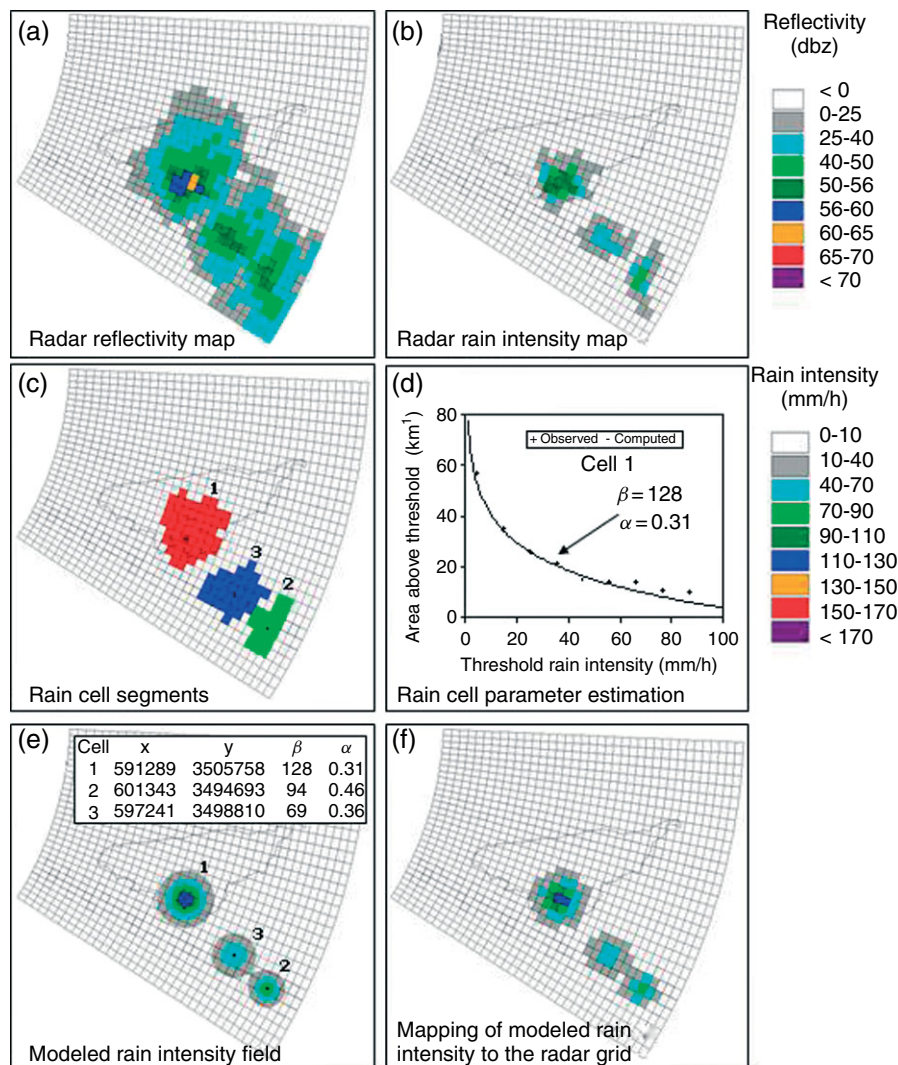 (a)
Radar reflectivity map
(b)
Radar rain intensity map
Reflectivity
(dbz)
< 0
0-25
25-40
40-50
50-56
56-60
60-65
65-70
< 70
(c)
1
3
2
Rain cell segments
(d)
Area above threshold (km¹)
80
60
40
20
0
+ Observed - Computed
Cell 1
β = 128
α = 0.31
0 20 40 60 80 100
Threshold rain intensity (mm/h)
Rain cell parameter estimation
Rain intensity
(mm/h)
0-10
10-40
40-70
70-90
90-110
110-130
130-150
150-170
< 170
(e)
Cell x y β α
1 591289 3505758 128 0.31
2 601343 3494693 94 0.46
3 597241 3498810 69 0.36
1
3
2
Modeled rain intensity field
(f)
Mapping of modeled rain
intensity to the radar grid